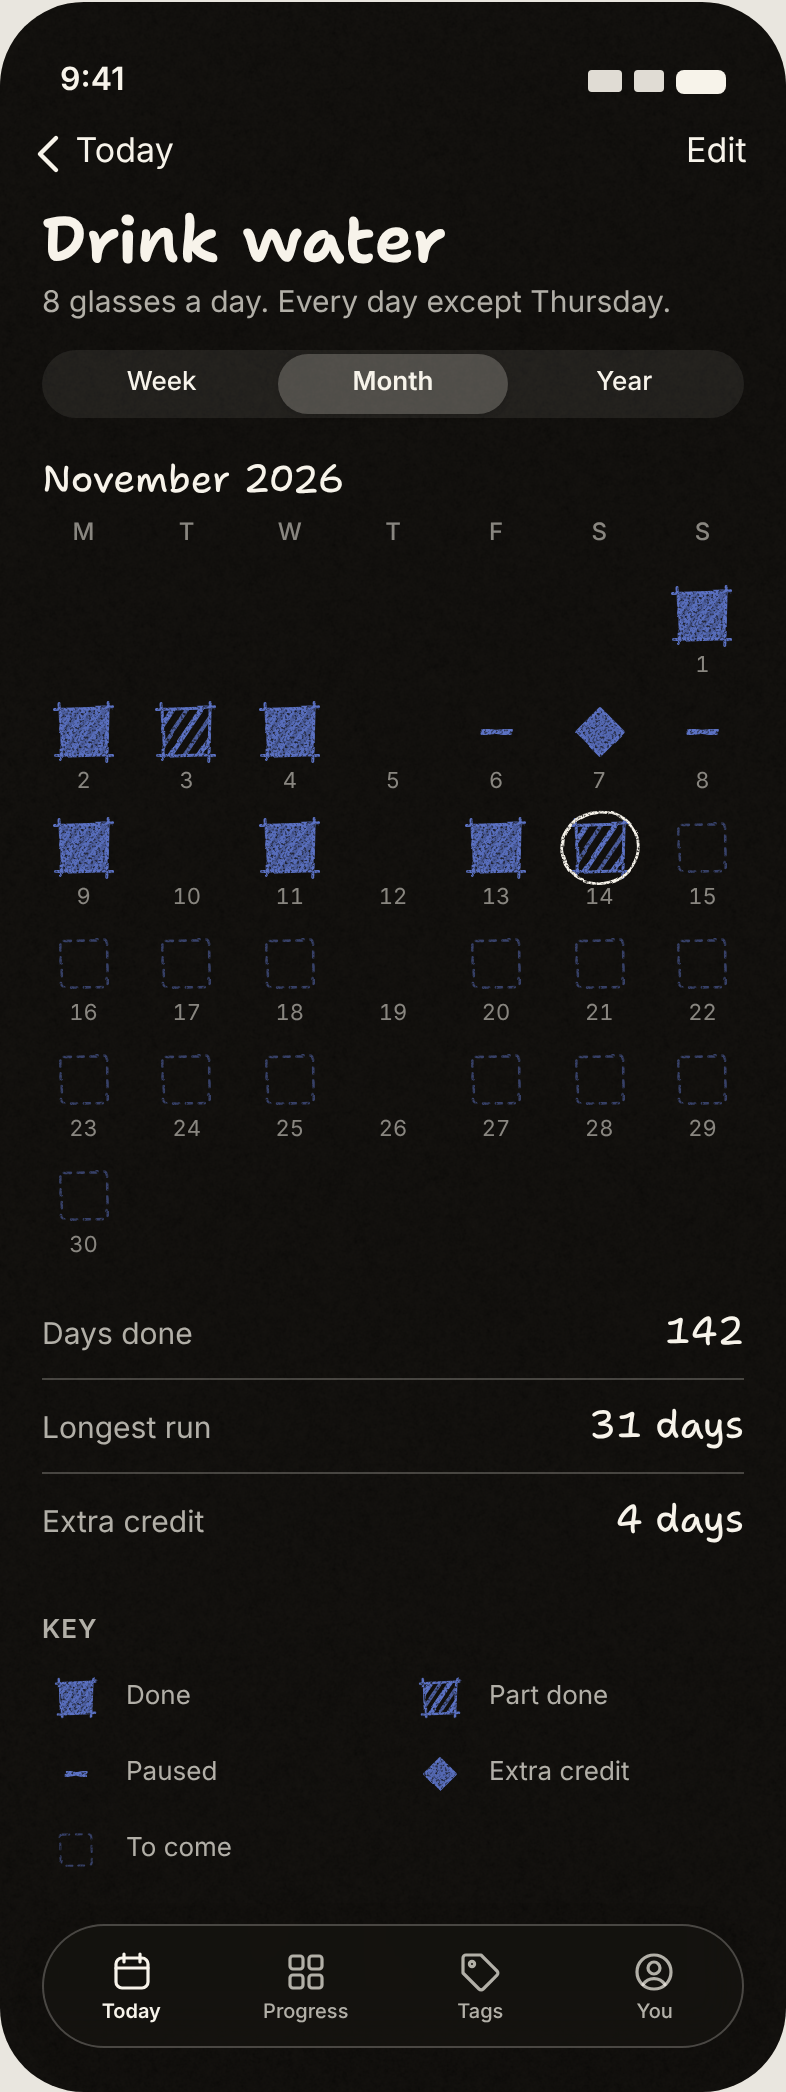 9:41
Today Edit
Drink water
8 glasses a day. Every day except Thursday.
Week Month Year
November 2026
M T W T F S S
1
2 3 4 5 6 7 8
9 10 11 12 13 14 15
16 17 18 19 20 21 22
23 24 25 26 27 28 29
30
Days done 142
Longest run 31 days
Extra credit 4 days
KEY
Done Part done
Paused Extra credit
To come
Today Progress Tags You